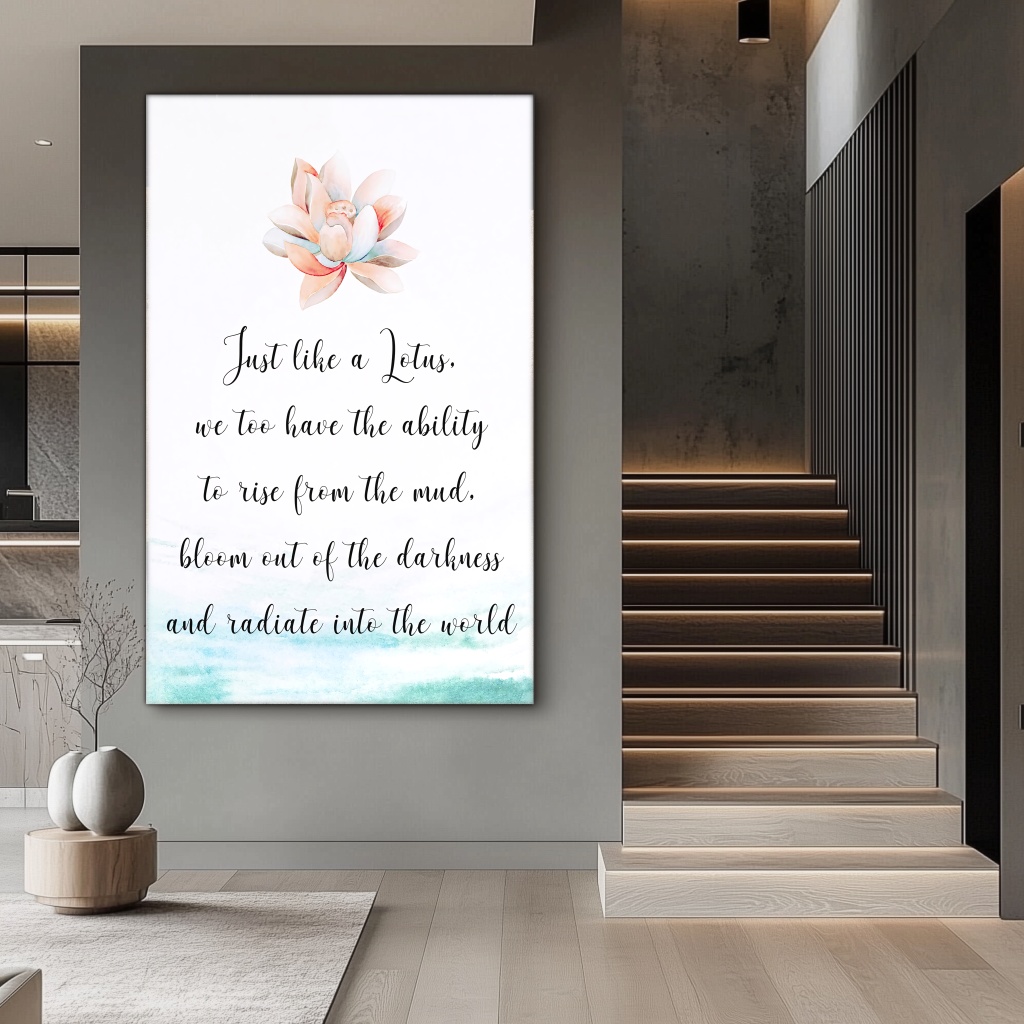 Just like a Lotus,
we too have the ability
to rise from the mud,
bloom out of the darkness
and radiate into the world